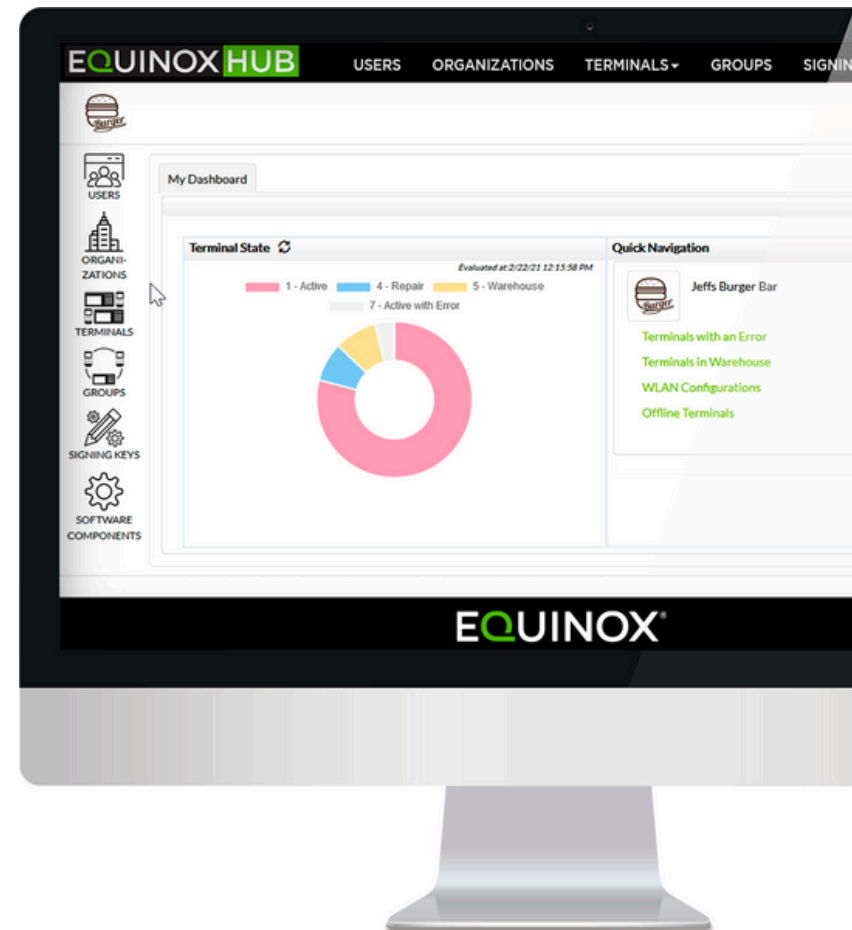 EQUINOX HUB
USERS ORGANIZATIONS TERMINALS GROUPS
Burger
USERS
ORGANI-
ZATIONS
TERMINALS
GROUPS
SIGNING KEYS
SOFTWARE
COMPONENTS
My Dashboard
Terminal State
Evaluated at:2/22/21 12:15:58 PM
1 - Active 4 - Repair 5 - Warehouse
7 - Active with Error
Quick Navigation
Burger
Jeffs Burger Bar
Terminals with an Error
Terminals in Warehouse
WLAN Configurations
Offline Terminals
EQUINOX®